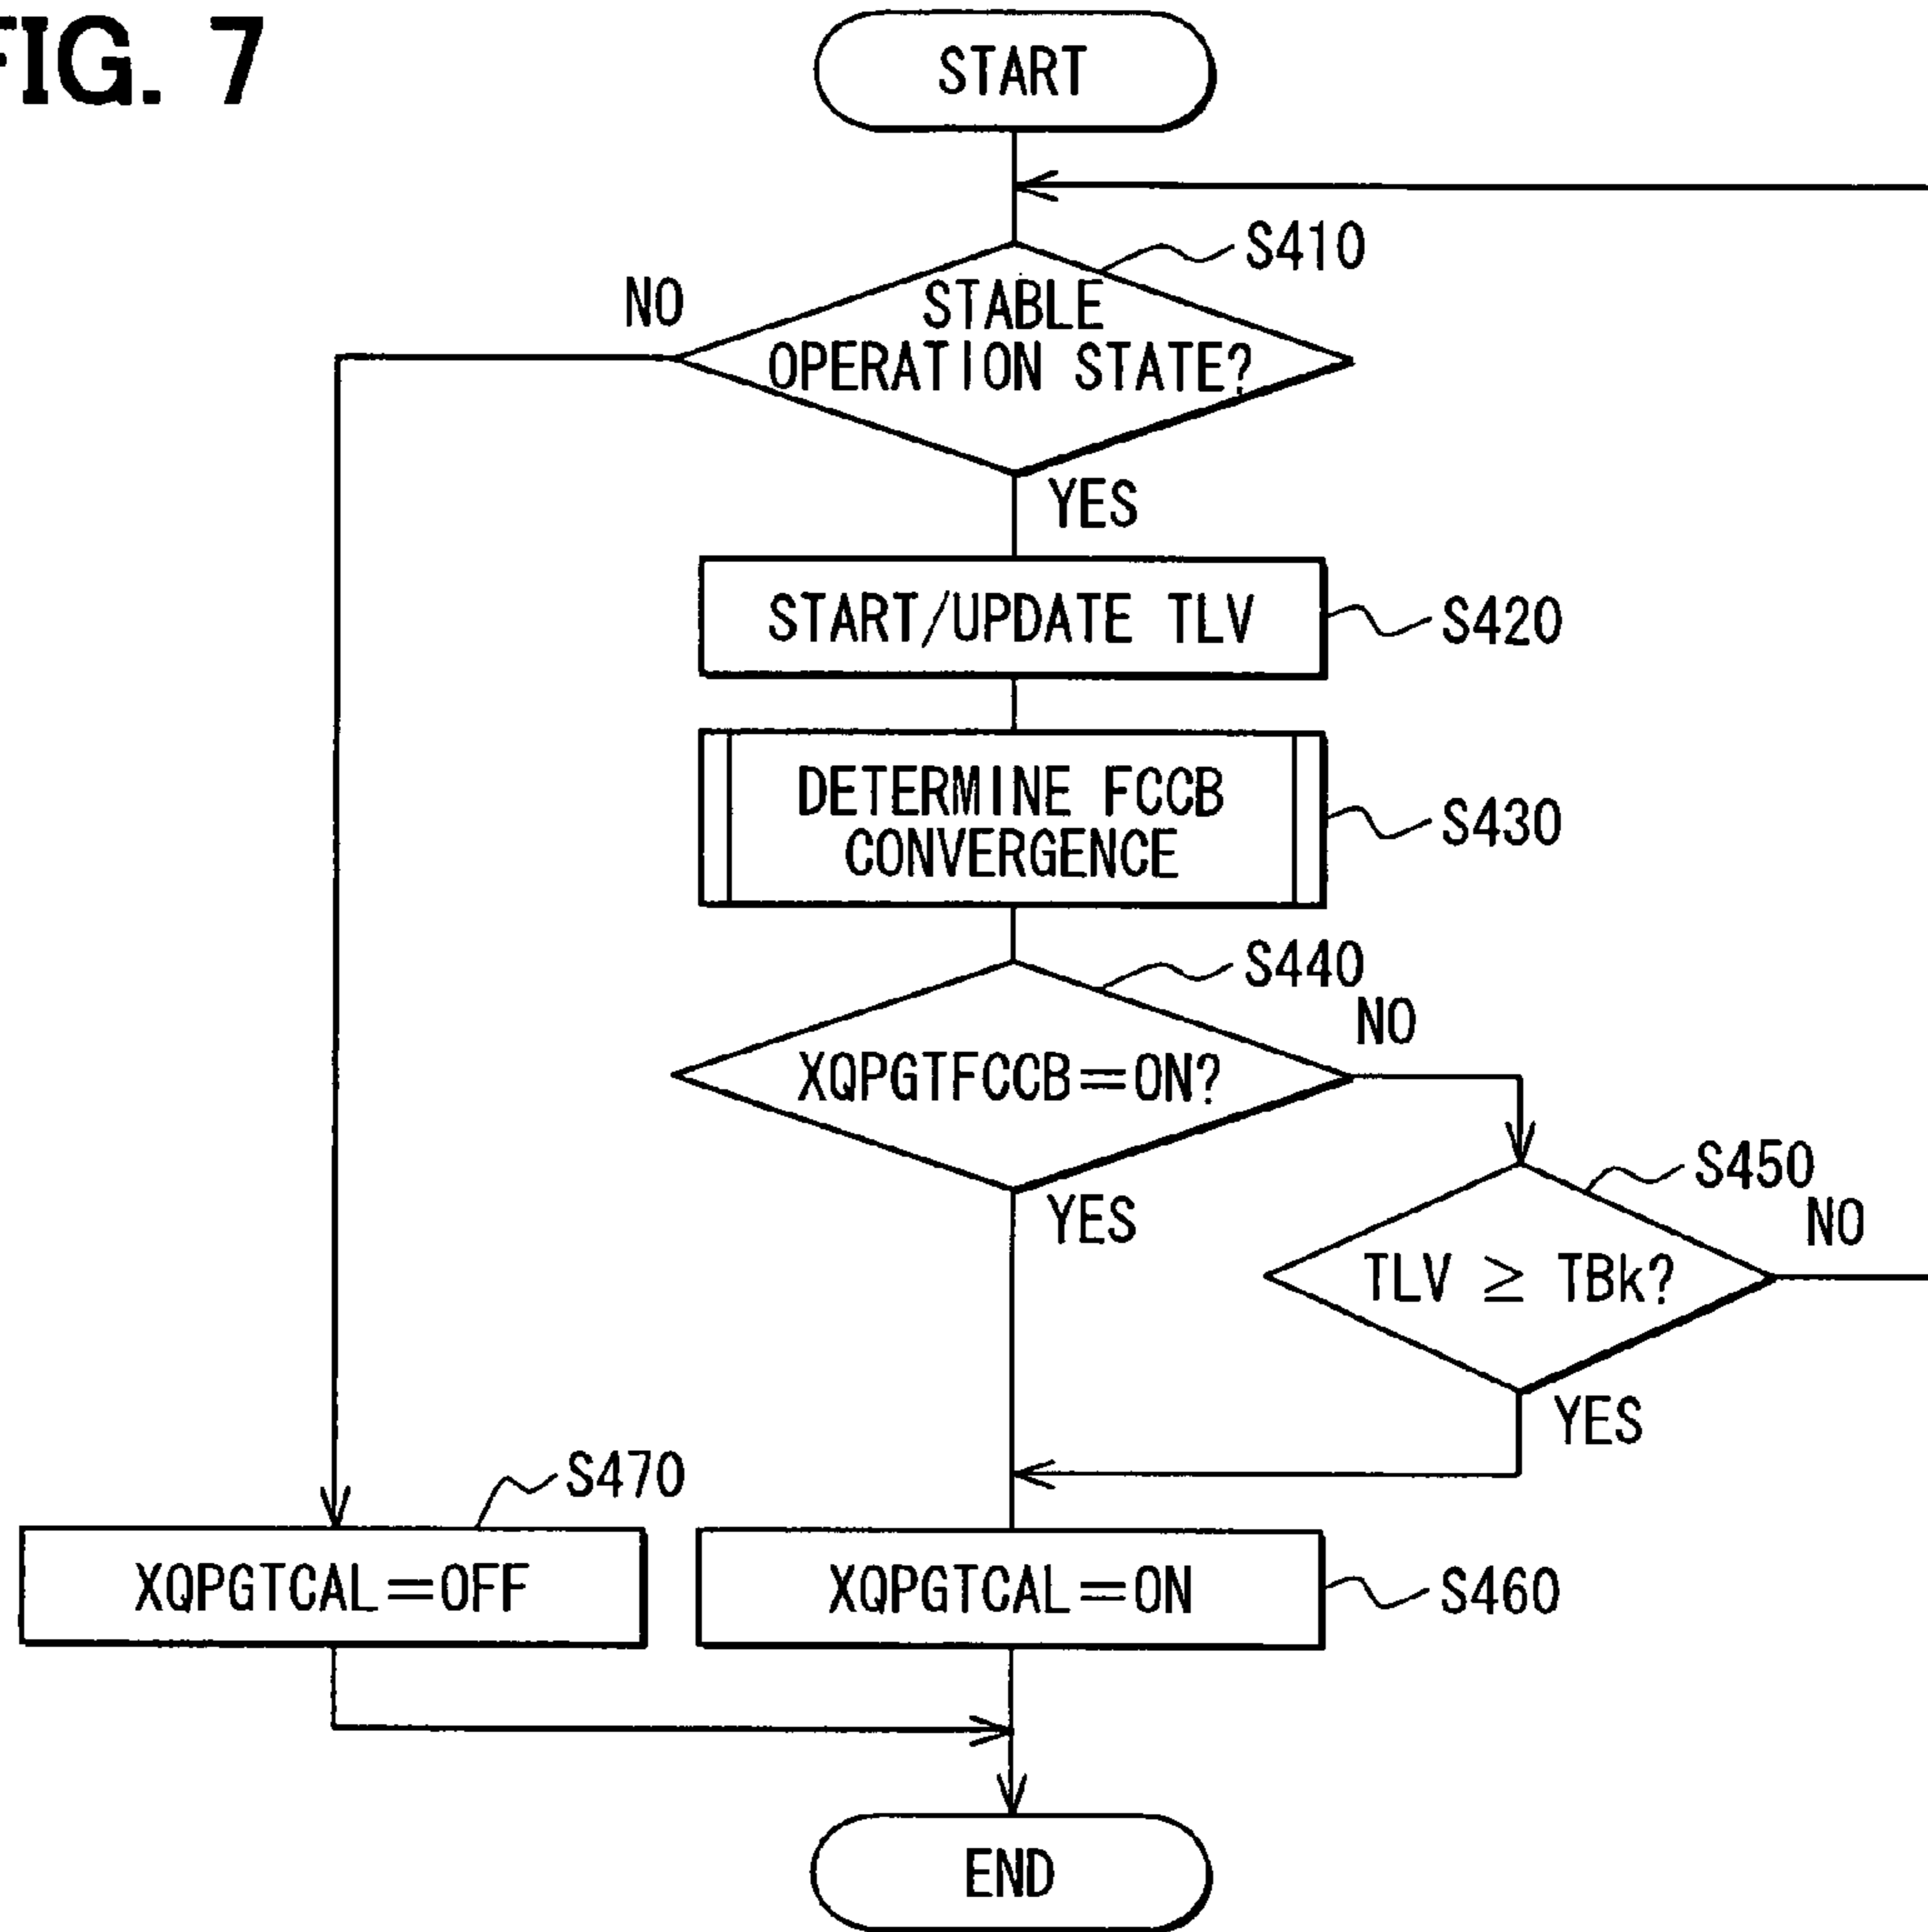 FIG. 7
START
S410
NO
STABLE
OPERATION STATE?
YES
START/UPDATE TLV
S420
DETERMINE FCCB
CONVERGENCE
S430
S440
NO
XQPGTFCCB=ON?
YES
S450
NO
TLV ≥ TBk?
YES
S470
XQPGTCAL=OFF
XQPGTCAL=ON
S460
END